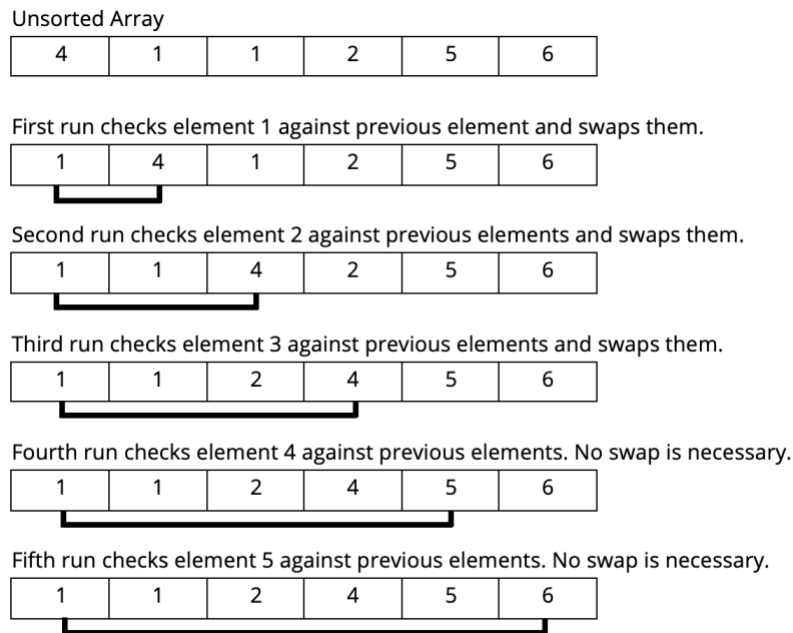 Unsorted Array
4 1 1 2 5 6
First run checks element 1 against previous element and swaps them.
1 4 1 2 5 6
Second run checks element 2 against previous elements and swaps them.
1 1 4 2 5 6
Third run checks element 3 against previous elements and swaps them.
1 1 2 4 5 6
Fourth run checks element 4 against previous elements. No swap is necessary.
1 1 2 4 5 6
Fifth run checks element 5 against previous elements. No swap is necessary.
1 1 2 4 5 6